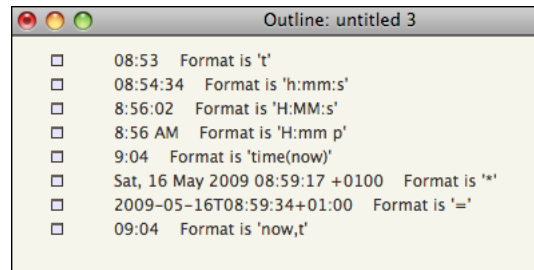 Outline: untitled 3
08:53 Format is 't'
08:54:34 Format is 'h:mm:s'
8:56:02 Format is 'H:MM:s'
8:56 AM Format is 'H:mm p'
9:04 Format is 'time(now)'
Sat, 16 May 2009 08:59:17 +0100 Format is '*'
2009-05-16T08:59:34+01:00 Format is '='
09:04 Format is 'now,t'